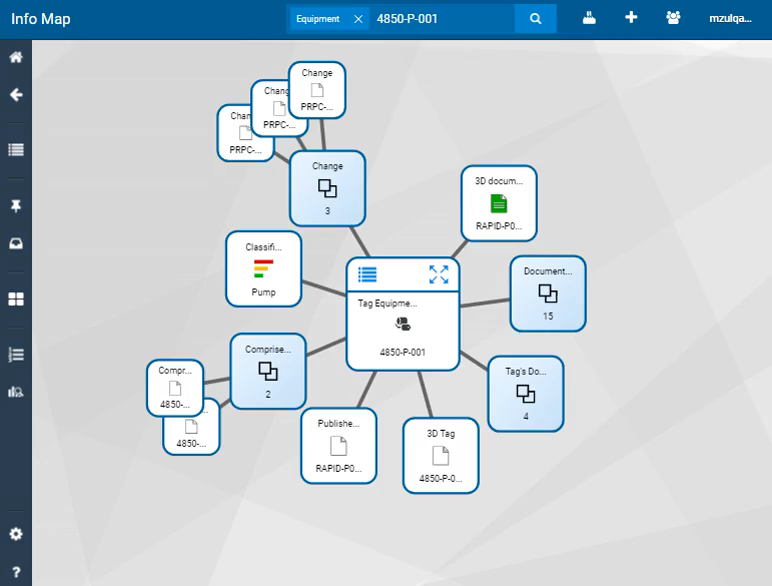 Info Map
Equipment
4850-P-001
mzulqa...
Change
PRPC-...
Chang
PRPC-...
Chan
PRPC-...
Change
3
3D docum...
RAPID-P0...
Classifi...
Pump
Document...
15
Tag Equipme...
4850-P-001
Comprise...
2
Compr...
4850-...
4850-...
Tag's Do...
4
Publishe...
RAPID-P0...
3D Tag
4850-P-0...
?